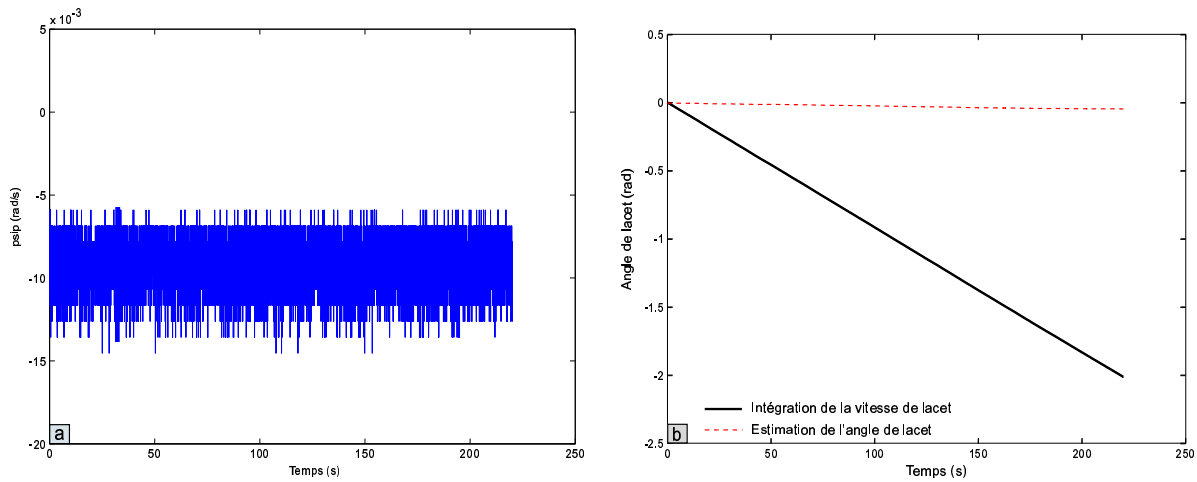 x 10⁻³
5
0
-5
-10
-15
-20
psip (rad/s)
0
50
100
150
200
250
Temps (s)
a
0.5
0
-0.5
-1
-1.5
-2
-2.5
Angle de lacet (rad)
0
50
100
150
200
250
Temps (s)
Intégration de la vitesse de lacet
Estimation de l'angle de lacet
b